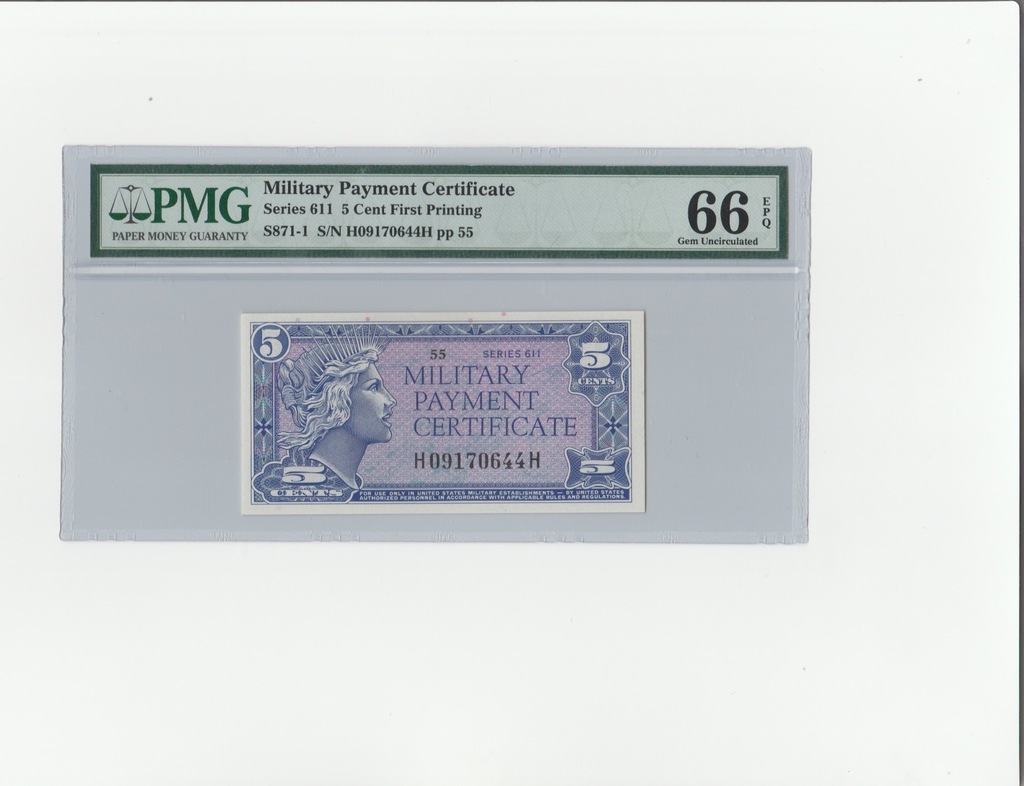 PMG
PAPER MONEY GUARANTY
Military Payment Certificate
Series 611 5 Cent First Printing
S871-1 S/N H09170644H pp 55
66
EPQ
Gem Uncirculated
5
55 SERIES 611
5
CENTS
MILITARY
PAYMENT
CERTIFICATE
H09170644H
5
5
FOR USE ONLY IN UNITED STATES MILITARY ESTABLISHMENTS — BY UNITED STATES
AUTHORIZED PERSONNEL IN ACCORDANCE WITH APPLICABLE RULES AND REGULATIONS.